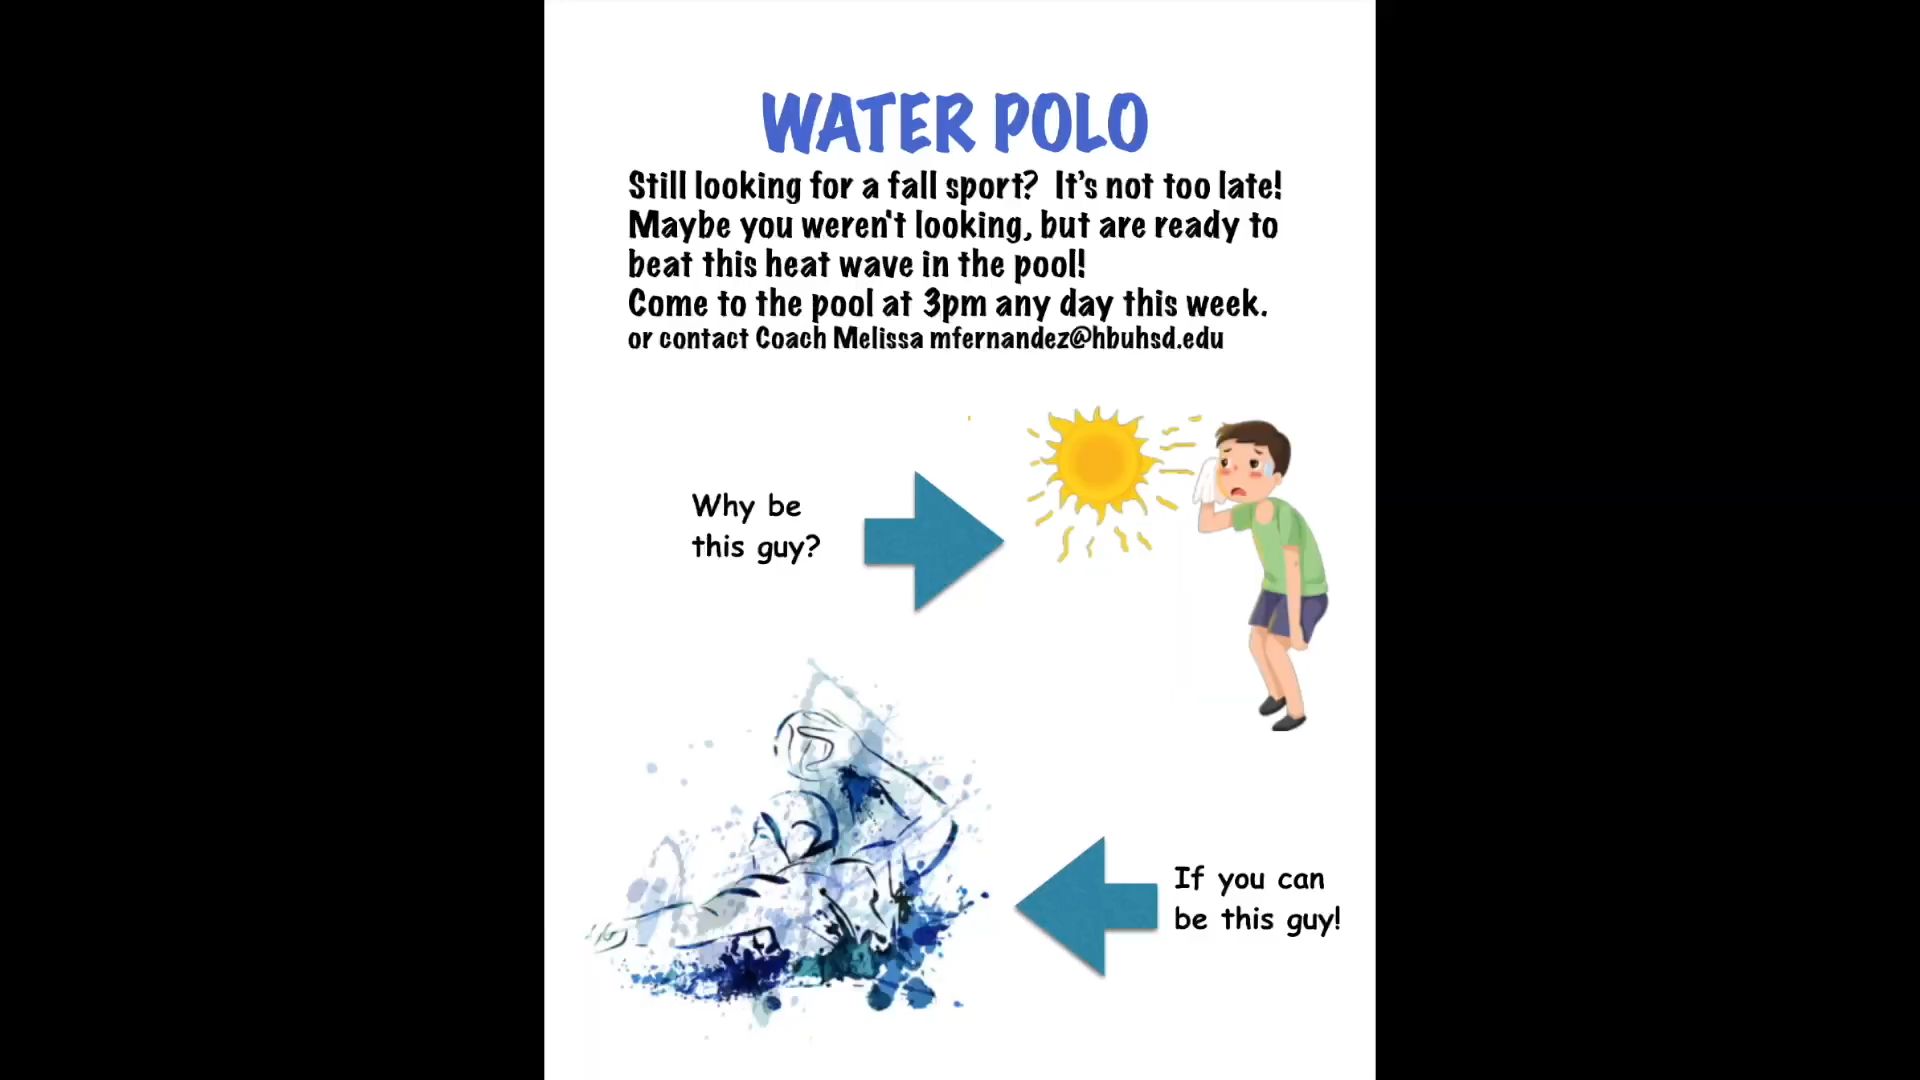 WATER POLO
Still looking for a fall sport?  It's not too late!
Maybe you weren't looking, but are ready to
beat this heat wave in the pool!
Come to the pool at 3pm any day this week.
or contact Coach Melissa mfernandez@hbuhsd.edu
Why be
this guy?
If you can
be this guy!